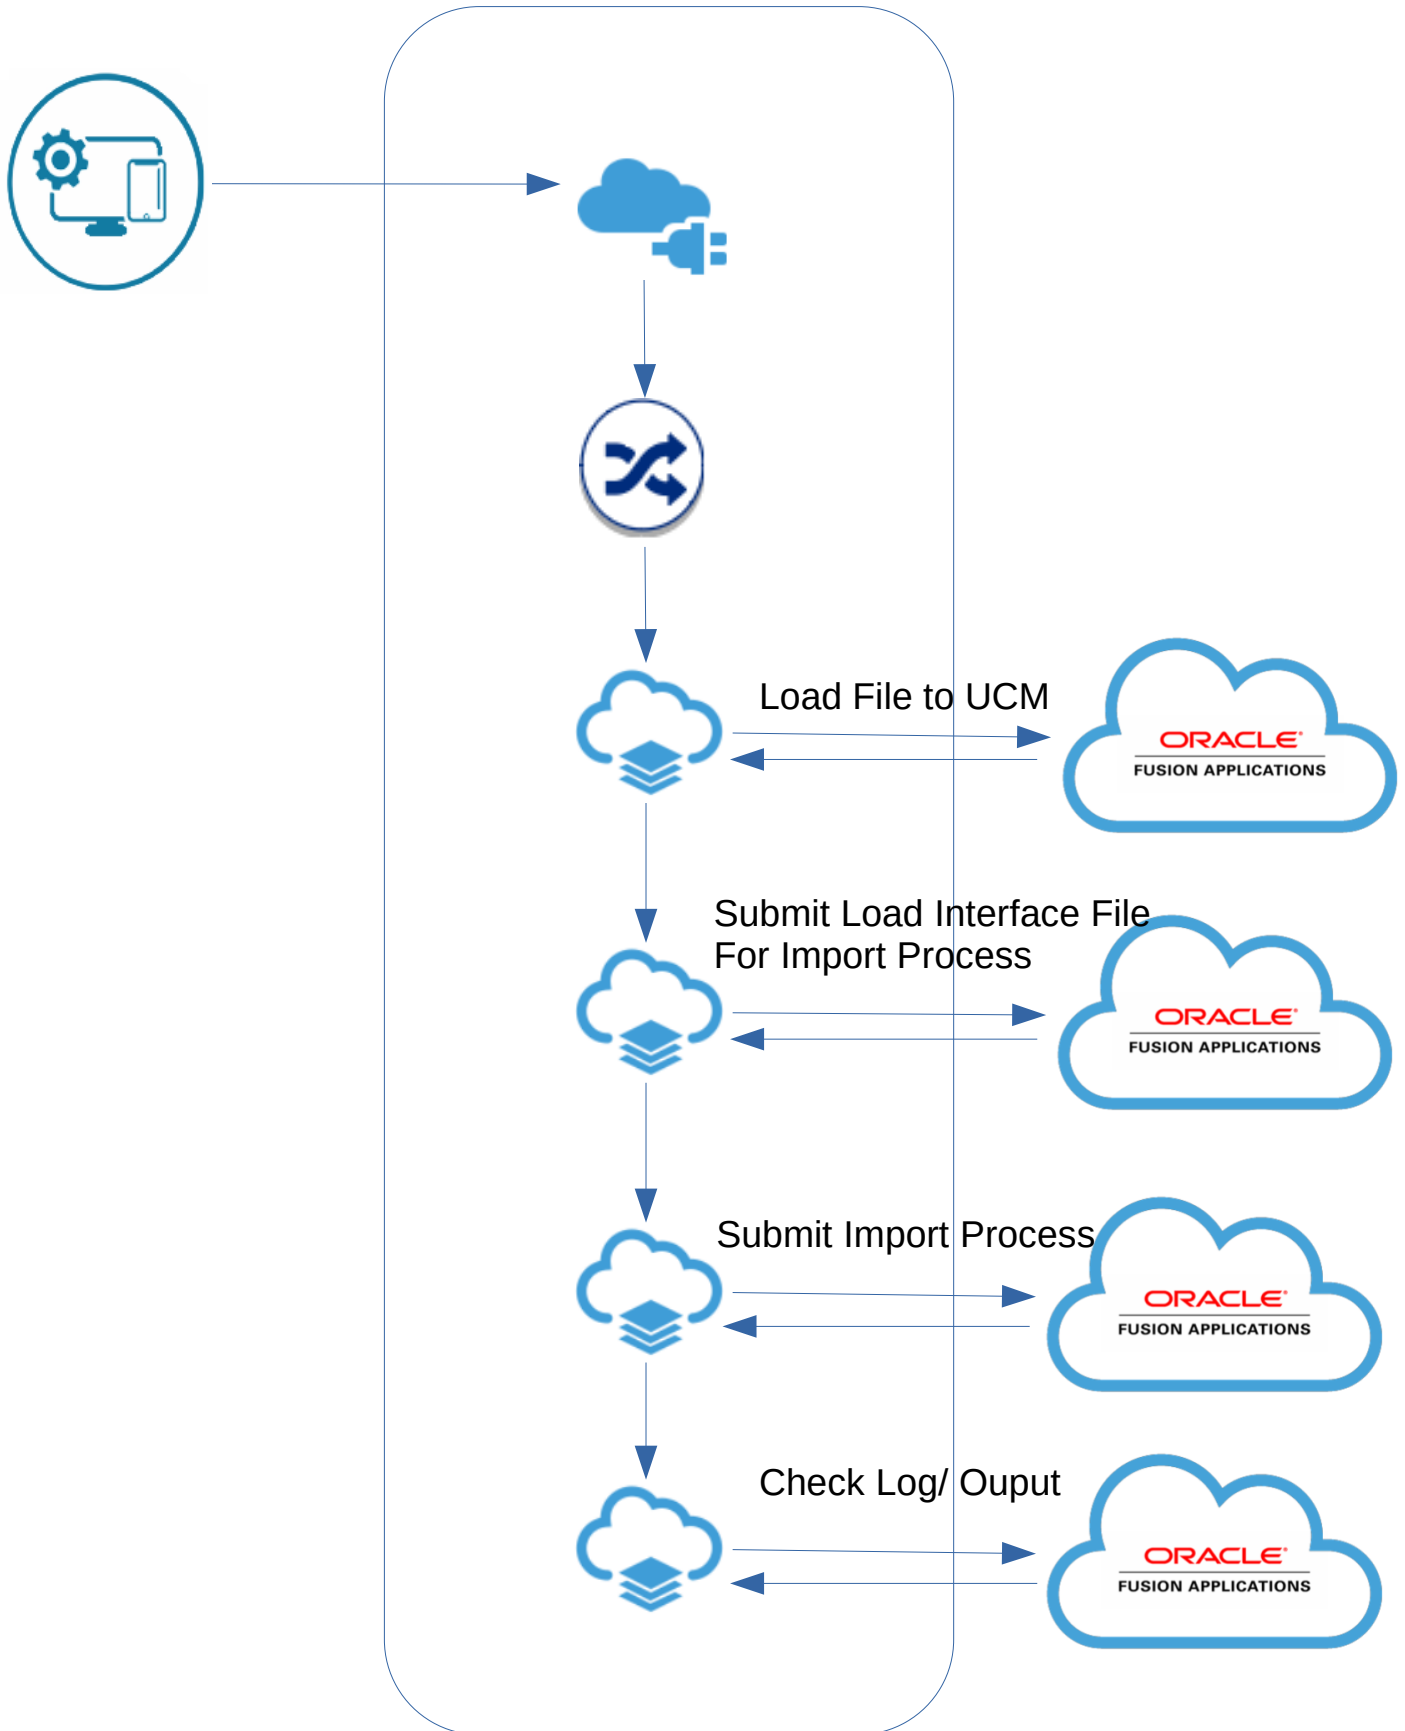 Load File to UCM
ORACLE
FUSION APPLICATIONS
Submit Load Interface File
For Import Process
ORACLE
FUSION APPLICATIONS
Submit Import Process
ORACLE
FUSION APPLICATIONS
Check Log/ Ouput
ORACLE
FUSION APPLICATIONS